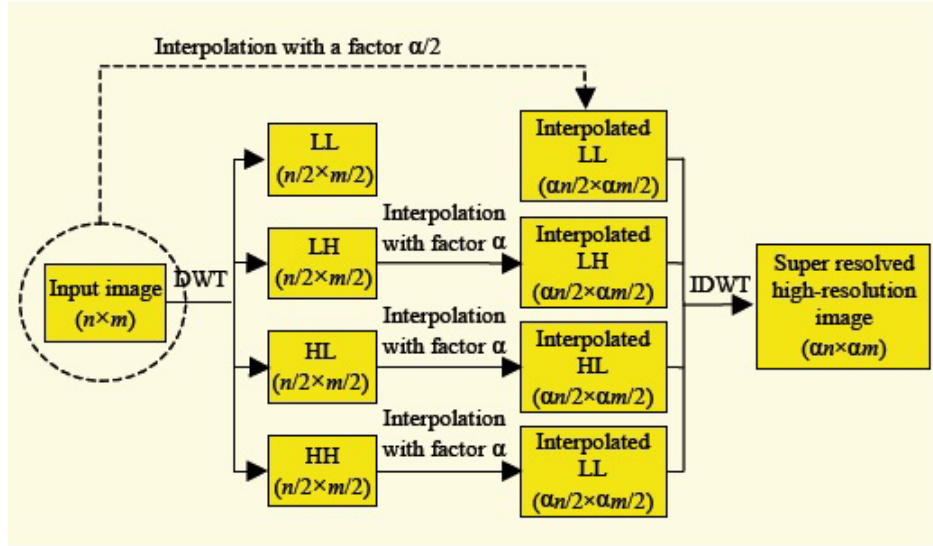 Interpolation with a factor α/2
Input image
(n×m)
DWT
LL
(n/2×m/2)
LH
(n/2×m/2)
HL
(n/2×m/2)
HH
(n/2×m/2)
Interpolation
with factor α
Interpolation
with factor α
Interpolation
with factor α
Interpolated
LL
(αn/2×αm/2)
Interpolated
LH
(αn/2×αm/2)
Interpolated
HL
(αn/2×αm/2)
Interpolated
LL
(αn/2×αm/2)
IDWT
Super resolved
high-resolution
image
(αn×αm)